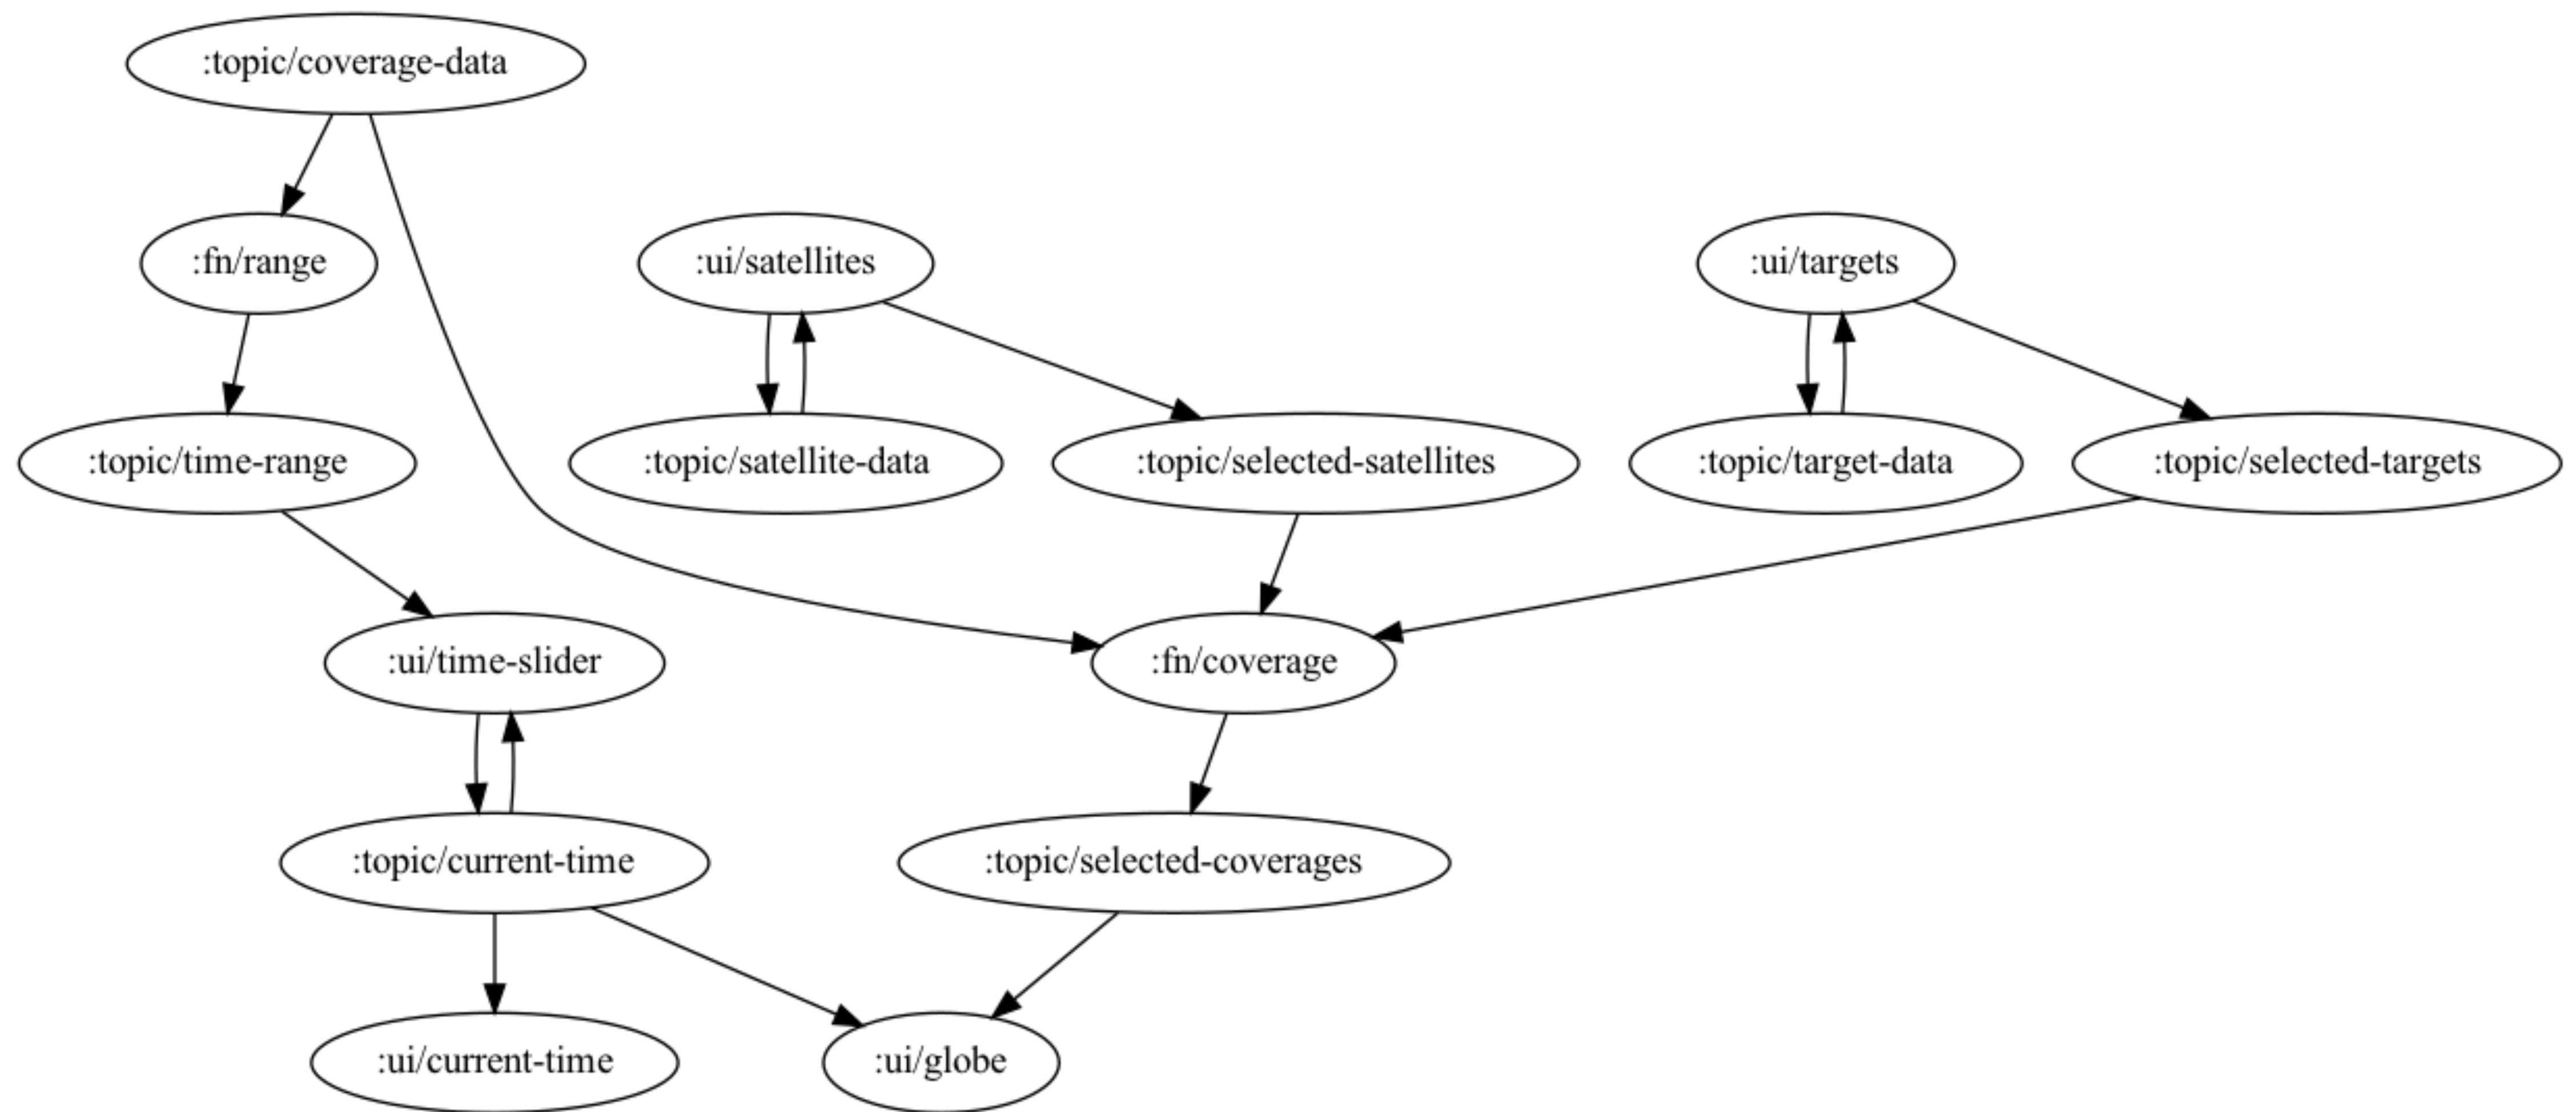 :topic/coverage-data
:fn/range
:ui/satellites
:ui/targets
:topic/time-range
:topic/satellite-data
:topic/selected-satellites
:topic/target-data
:topic/selected-targets
:ui/time-slider
:fn/coverage
:topic/current-time
:topic/selected-coverages
:ui/current-time
:ui/globe